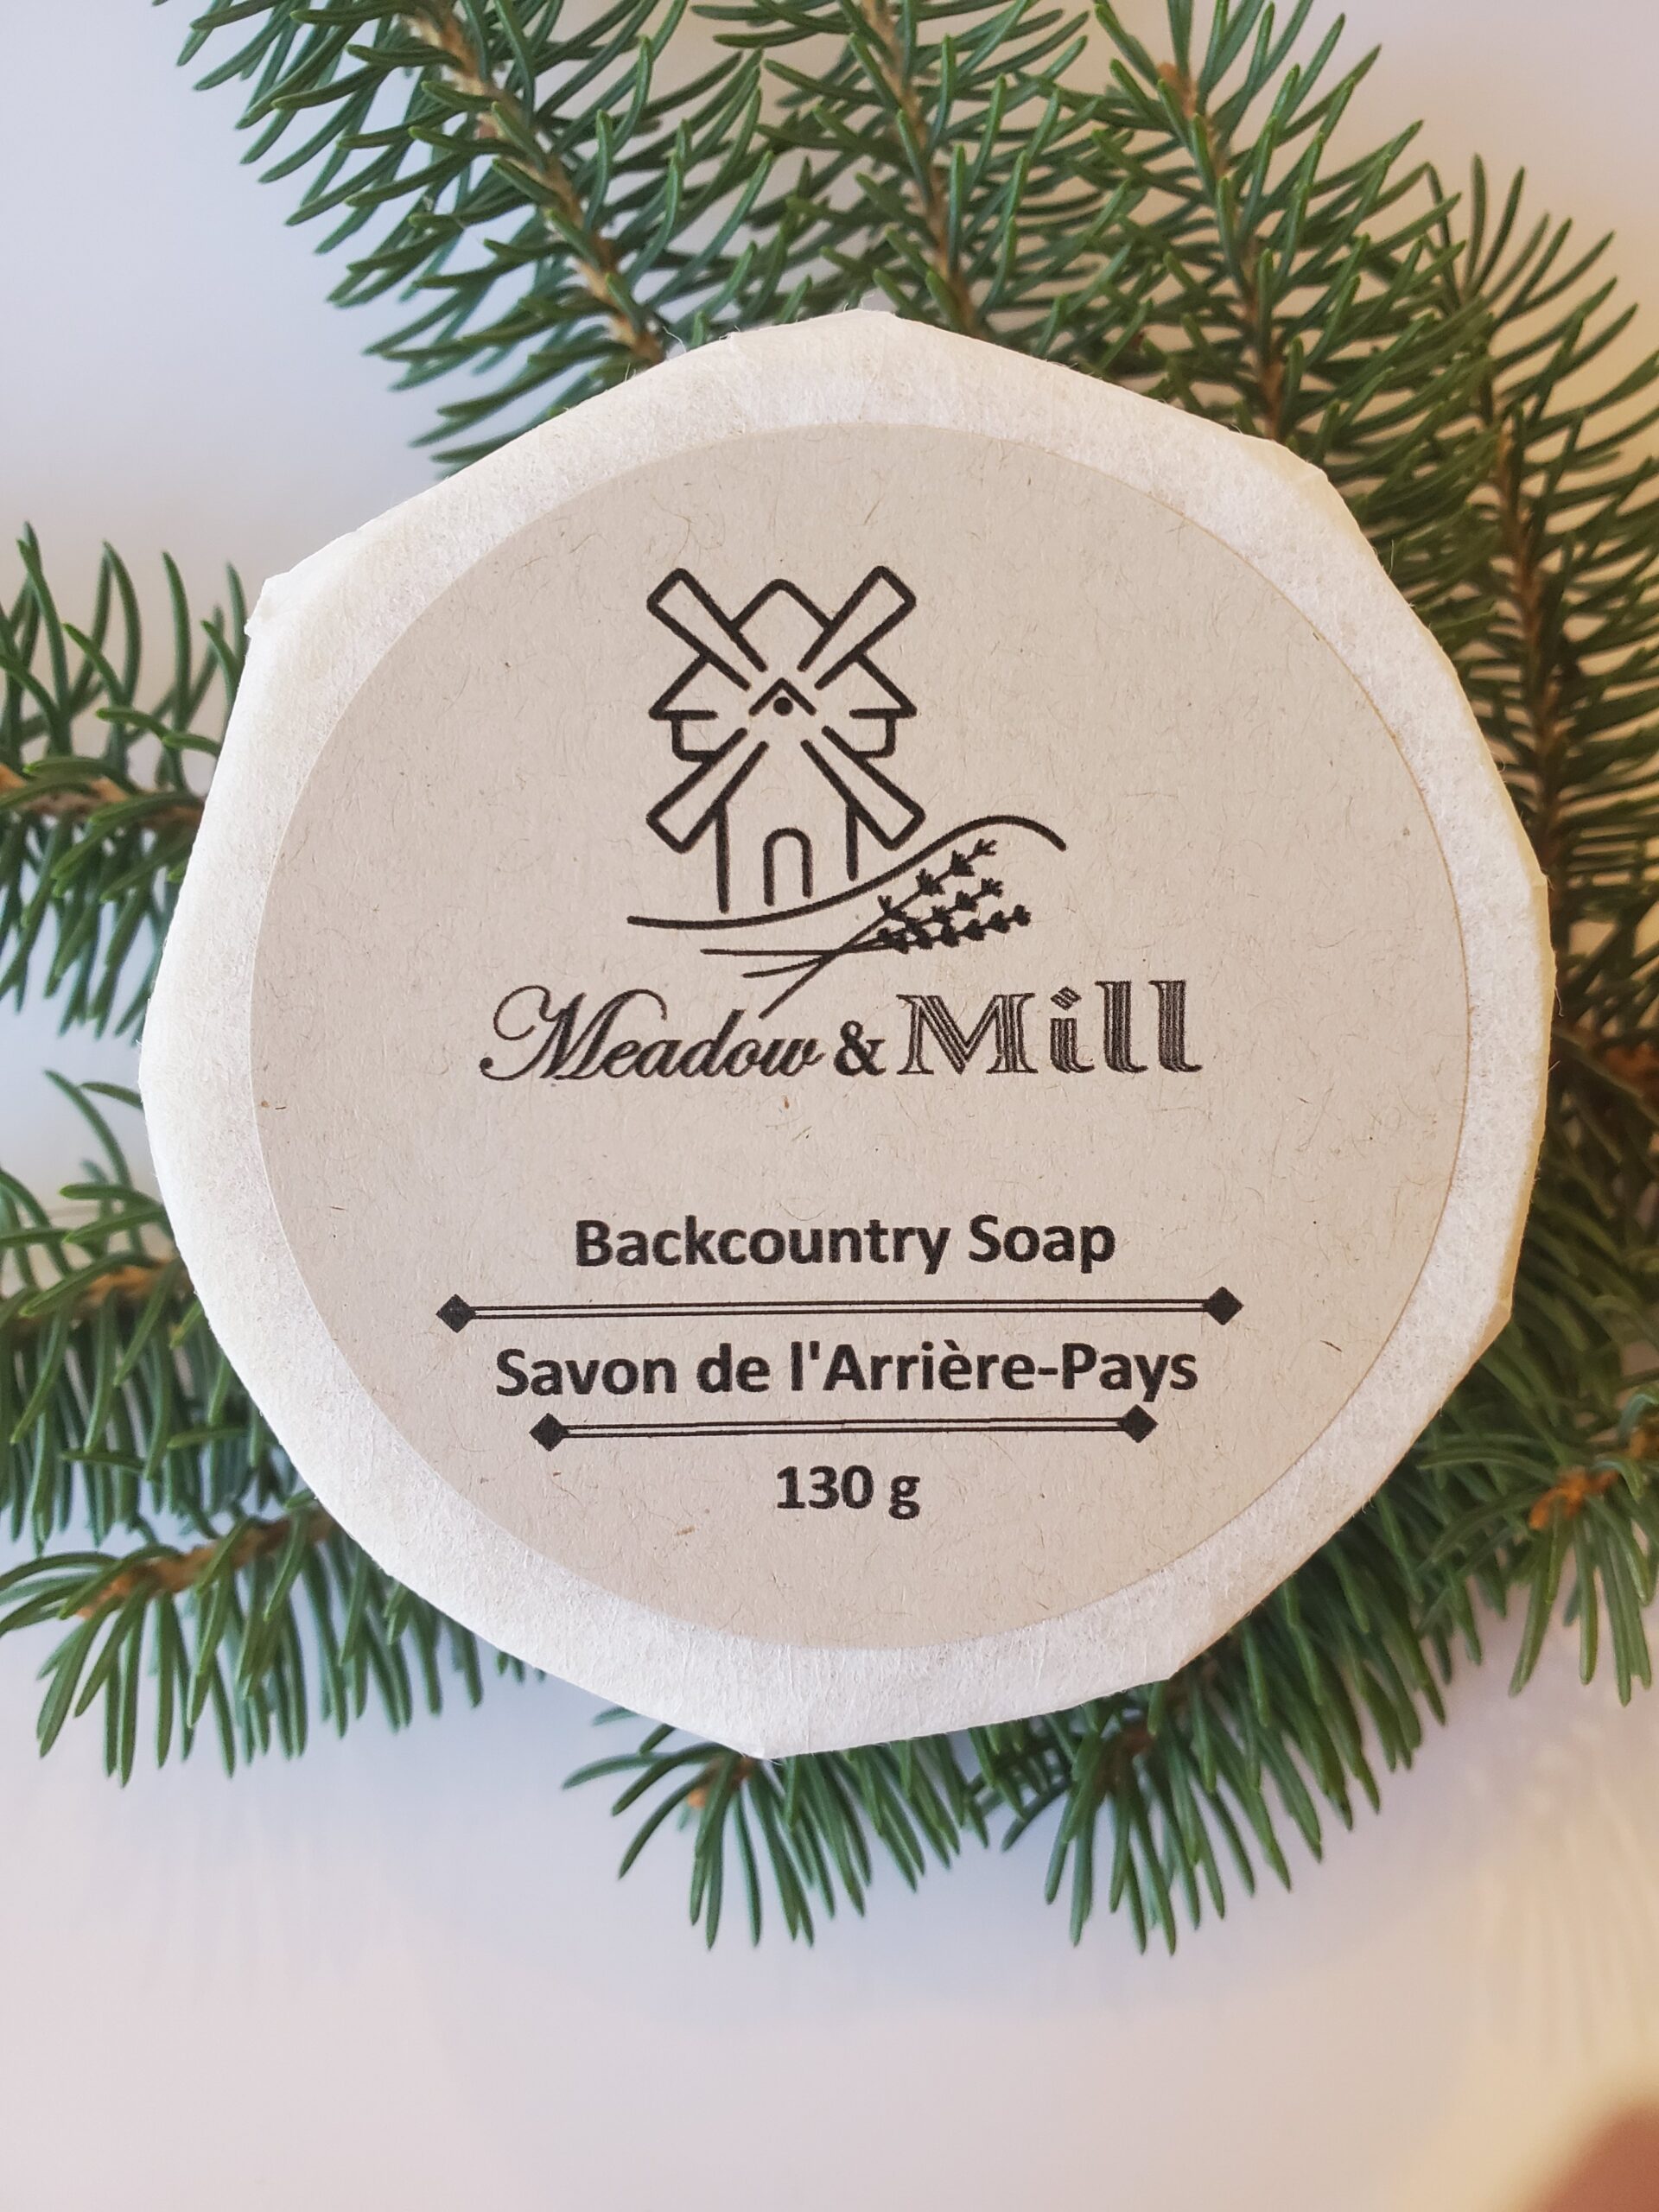 Meadow & Mill
Backcountry Soap
Savon de l'Arrière-Pays
130 g